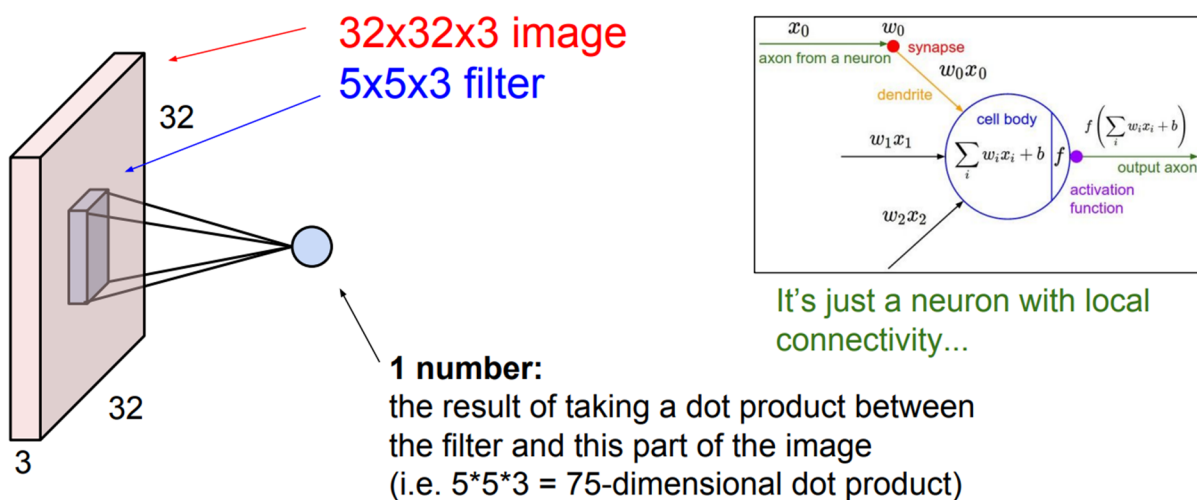 32x32x3 image
5x5x3 filter
32
32
3
1 number:
the result of taking a dot product between
the filter and this part of the image
(i.e. 5*5*3 = 75-dimensional dot product)
x₀
w₀
synapse
axon from a neuron
w₀x₀
dendrite
cell body
f(∑ᵢ wᵢxᵢ + b)
w₁x₁
∑ᵢ wᵢxᵢ + b
f
output axon
activation
function
w₂x₂
It's just a neuron with local
connectivity...